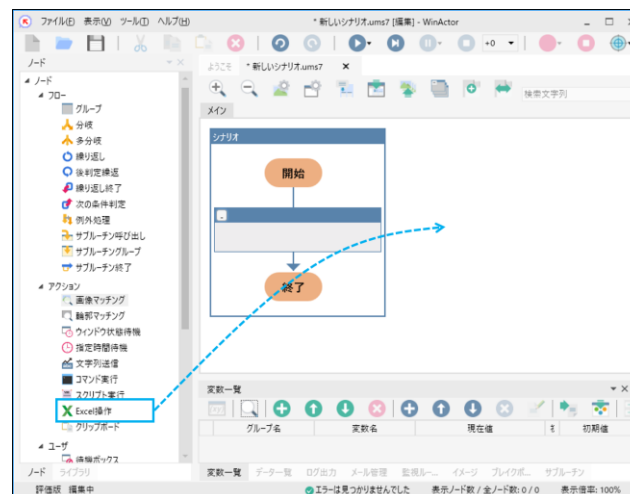 ファイル(F) 表示(V) ツール(T) ヘルプ(H)
* 新しいシナリオ.ums7 [編集] - WinActor
+0
ノード
ようこそ * 新しいシナリオ.ums7
検索文字列
メイン
ノード
フロー
グループ
分岐
多分岐
繰り返し
後判定繰返
繰り返し終了
次の条件判定
例外処理
サブルーチン呼び出し
サブルーチングループ
サブルーチン終了
アクション
画像マッチング
輪郭マッチング
ウィンドウ状態待機
指定時間待機
文字列送信
コマンド実行
スクリプト実行
Excel操作
クリップボード
ユーザ
待機ボックス
シナリオ
開始
終了
変数一覧
グループ名 変数名 現在値 初期値
ノード ライブラリ
変数一覧 データ一覧 ログ出力 メール管理 監視ルー... イメージ ブレイクポ... サブルーチン
評価版 編集中
エラーは見つかりませんでした 表示ノード数 / 全ノード数: 0 / 0 表示倍率: 100%